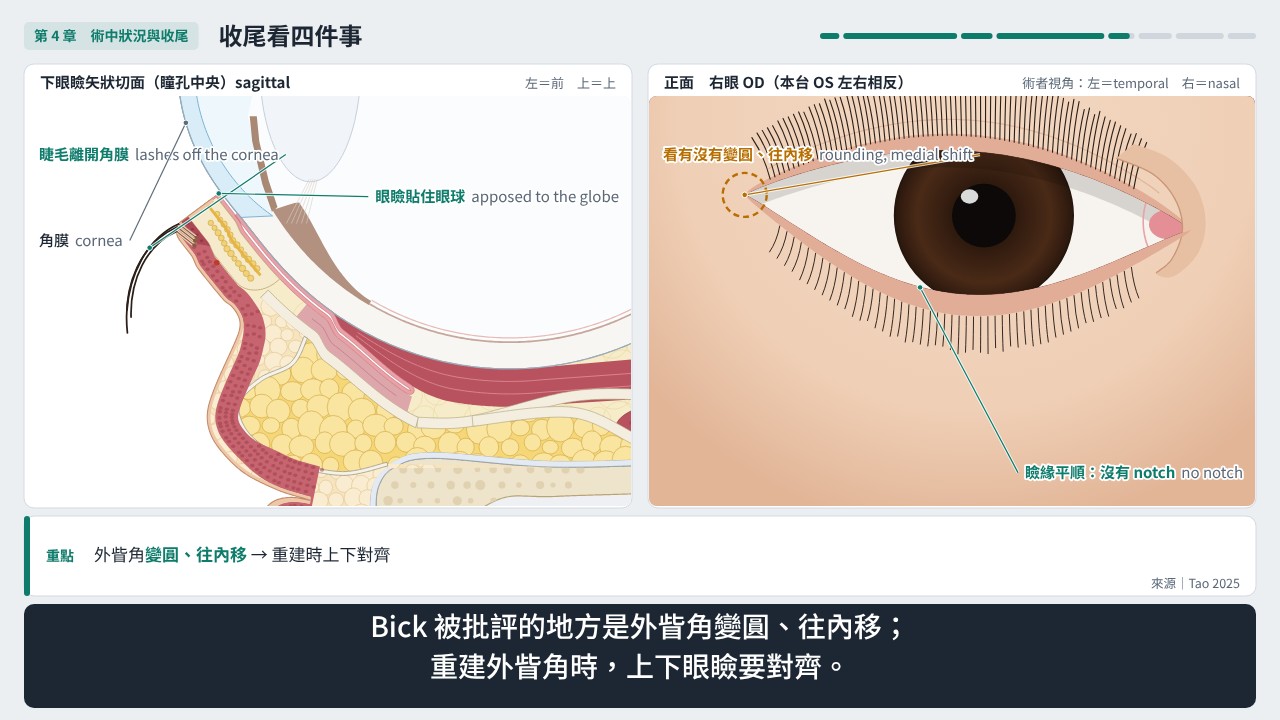 第 4 章 術中狀況與收尾
收尾看四件事
下眼瞼矢狀切面（瞳孔中央）sagittal
左＝前 上＝上
睫毛離開角膜 lashes off the cornea
眼瞼貼住眼球 apposed to the globe
角膜 cornea
正面 右眼 OD（本台 OS 左右相反）
術者視角：左＝temporal 右＝nasal
看有沒有變圓、往內移 rounding, medial shift
瞼緣平順：沒有 notch no notch
重點 外眥角變圓、往內移 → 重建時上下對齊
來源｜Tao 2025
Bick 被批評的地方是外眥角變圓、往內移；
重建外眥角時，上下眼瞼要對齊。